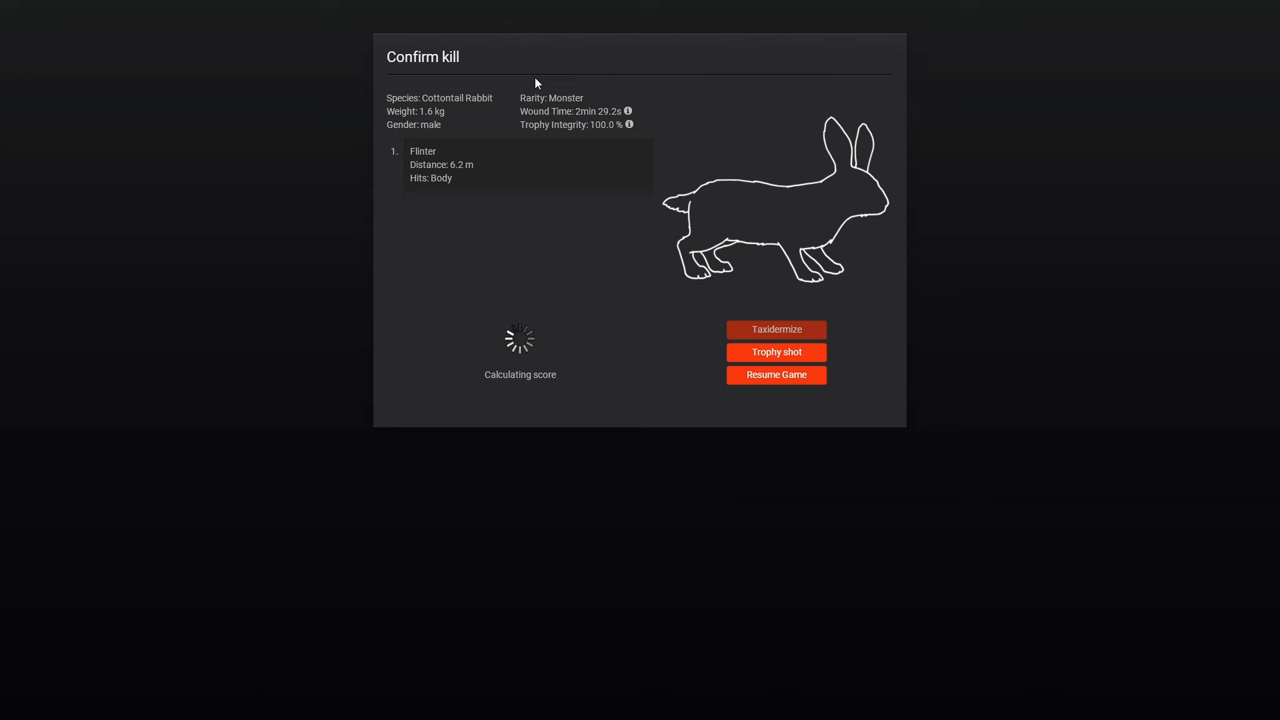 Confirm kill
Species: Cottontail Rabbit
Weight: 1.6 kg
Gender: male
Rarity: Monster
Wound Time: 2min 29.2s
Trophy Integrity: 100.0 %
1.
Flinter
Distance: 6.2 m
Hits: Body
Calculating score
Taxidermize
Trophy shot
Resume Game